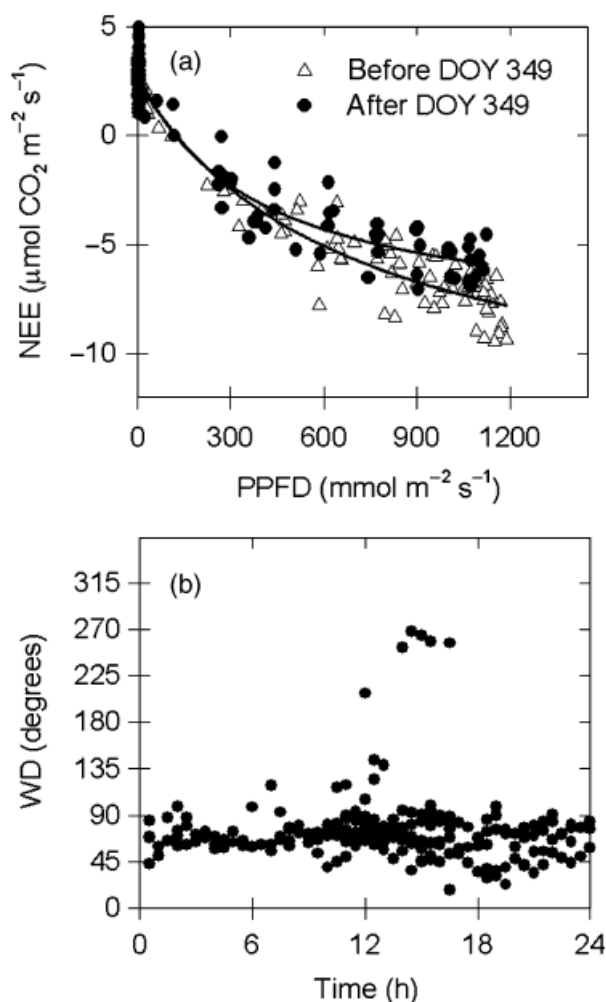 5
0
−5
−10
NEE (μmol CO₂ m⁻² s⁻¹)
(a)
Before DOY 349
After DOY 349
0 300 600 900 1200
PPFD (mmol m⁻² s⁻¹)
315
270
225
180
135
90
45
0
WD (degrees)
(b)
0 6 12 18 24
Time (h)